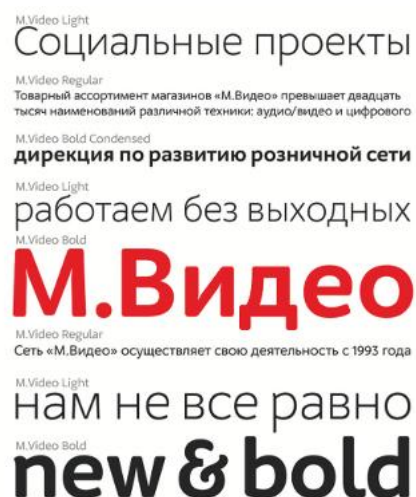 M.Video Light
Социальные проекты
M.Video Regular
Товарный ассортимент магазинов «М.Видео» превышает двадцать
тысяч наименований различной техники: аудио/видео и цифрового
M.Video Bold Condensed
дирекция по развитию розничной сети
M.Video Light
работаем без выходных
M.Video Bold
М.Видео
M.Video Regular
Сеть «М.Видео» осуществляет свою деятельность с 1993 года
M.Video Light
нам не все равно
M.Video Bold
new & bold